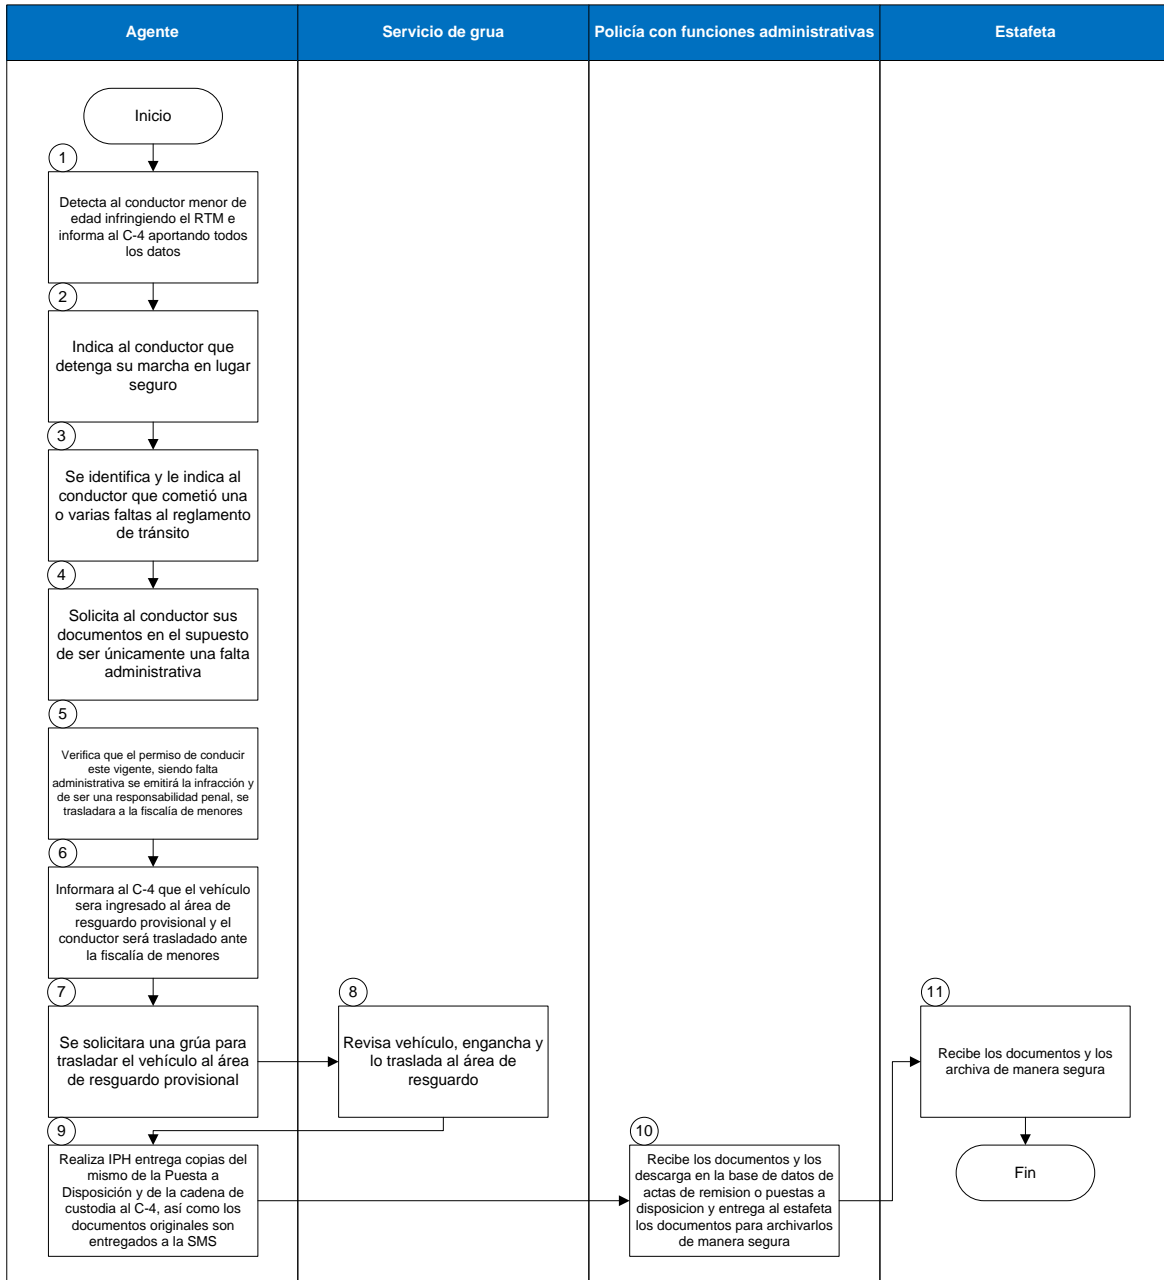 Agente
Servicio de grua
Policía con funciones administrativas
Estafeta
Inicio
1
Detecta al conductor menor de
edad infringiendo el RTM e
informa al C-4 aportando todos
los datos
2
Indica al conductor que
detenga su marcha en lugar
seguro
3
Se identifica y le indica al
conductor que cometió una
o varias faltas al reglamento
de tránsito
4
Solicita al conductor sus
documentos en el supuesto
de ser únicamente una falta
administrativa
5
Verifica que el permiso de conducir
este vigente, siendo falta
administrativa se emitirá la infracción y
de ser una responsabilidad penal, se
trasladara a la fiscalía de menores
6
Informara al C-4 que el vehículo
sera ingresado al área de
resguardo provisional y el
conductor será trasladado ante
la fiscalía de menores
7
Se solicitara una grúa para
trasladar el vehículo al área
de resguardo provisional
8
Revisa vehículo, engancha y
lo traslada al área de
resguardo
9
Realiza IPH entrega copias del
mismo de la Puesta a
Disposición y de la cadena de
custodia al C-4, así como los
documentos originales son
entregados a la SMS
10
Recibe los documentos y los
descarga en la base de datos de
actas de remision o puestas a
disposicion y entrega al estafeta
los documentos para archivarlos
de manera segura
11
Recibe los documentos y los
archiva de manera segura
Fin